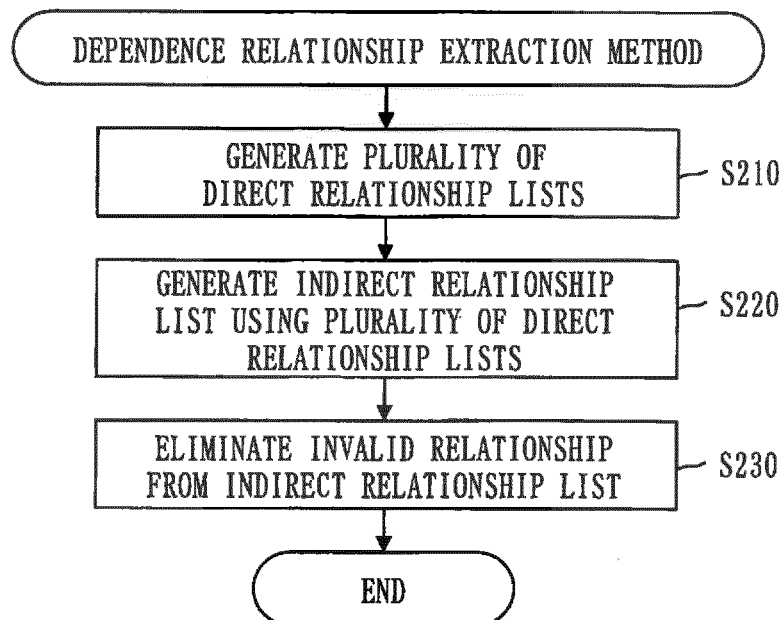 DEPENDENCE RELATIONSHIP EXTRACTION METHOD
GENERATE PLURALITY OF
DIRECT RELATIONSHIP LISTS
S210
GENERATE INDIRECT RELATIONSHIP
LIST USING PLURALITY OF DIRECT
RELATIONSHIP LISTS
S220
ELIMINATE INVALID RELATIONSHIP
FROM INDIRECT RELATIONSHIP LIST
S230
END